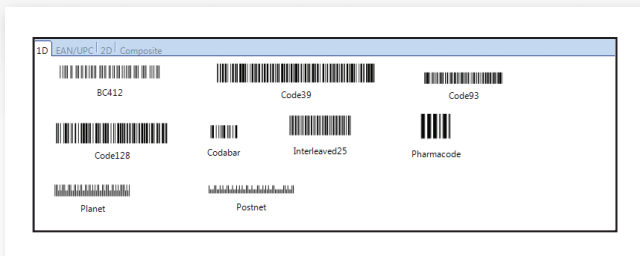 1D EAN/UPC 2D Composite
BC412 Code39 Code93
Code128 Codabar Interleaved25 Pharmacode
Planet Postnet